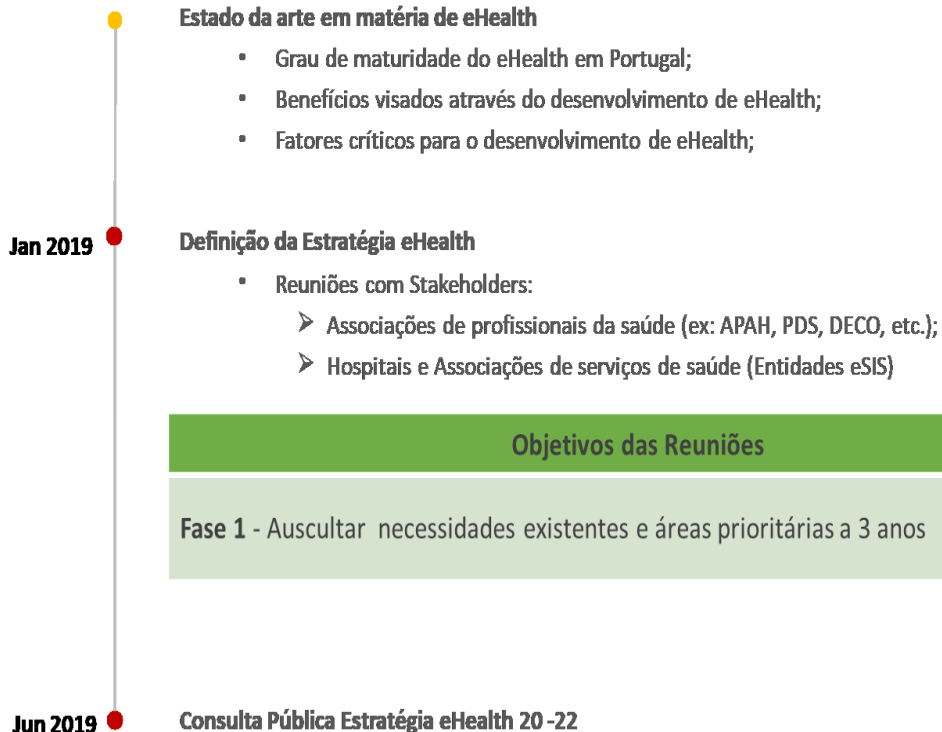 Estado da arte em matéria de eHealth
• Grau de maturidade do eHealth em Portugal;
• Benefícios visados através do desenvolvimento de eHealth;
• Fatores críticos para o desenvolvimento de eHealth;
Jan 2019
Definição da Estratégia eHealth
• Reuniões com Stakeholders:
➢ Associações de profissionais da saúde (ex: APAH, PDS, DECO, etc.);
➢ Hospitais e Associações de serviços de saúde (Entidades eSIS)
Objetivos das Reuniões
Fase 1 - Auscultar necessidades existentes e áreas prioritárias a 3 anos
Jun 2019
Consulta Pública Estratégia eHealth 20 -22